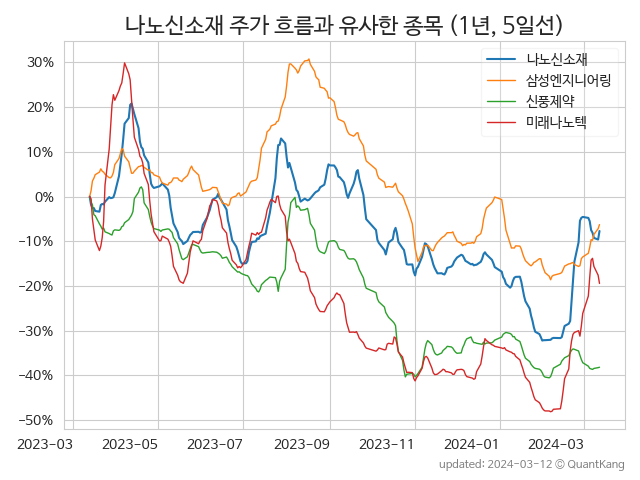 나노신소재 주가 흐름과 유사한 종목 (1년, 5일선)
나노신소재
삼성엔지니어링
신풍제약
미래나노텍
30%
20%
10%
0%
−10%
−20%
−30%
−40%
−50%
2023-03 2023-05 2023-07 2023-09 2023-11 2024-01 2024-03
updated: 2024-03-12 © QuantKang